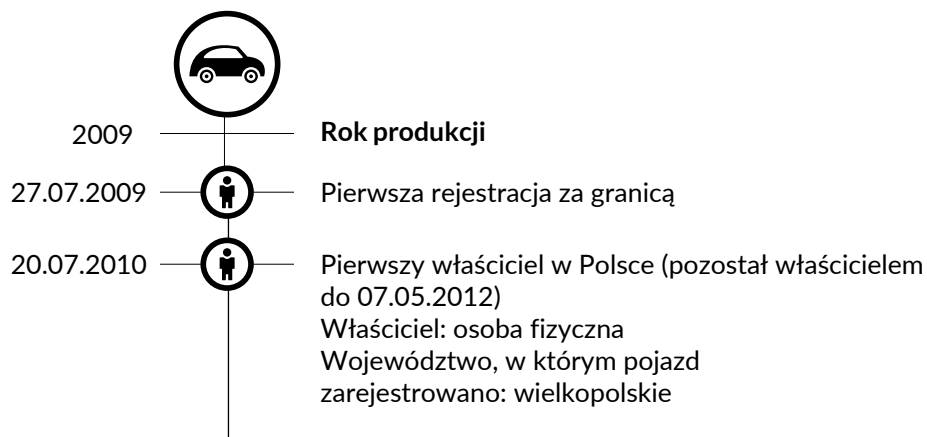 2009 Rok produkcji
27.07.2009 Pierwsza rejestracja za granicą
20.07.2010 Pierwszy właściciel w Polsce (pozostał właścicielem
do 07.05.2012)
Właściciel: osoba fizyczna
Województwo, w którym pojazd
zarejestrowano: wielkopolskie